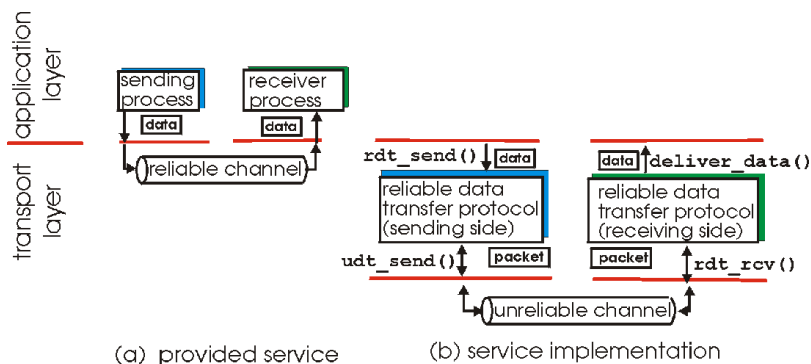 application
layer
transport
layer
sending
process
receiver
process
data
data
reliable channel
rdt_send()
data
data
deliver_data()
reliable data
transfer protocol
(sending side)
reliable data
transfer protocol
(receiving side)
udt_send()
packet
packet
rdt_rcv()
unreliable channel
(a) provided service
(b) service implementation